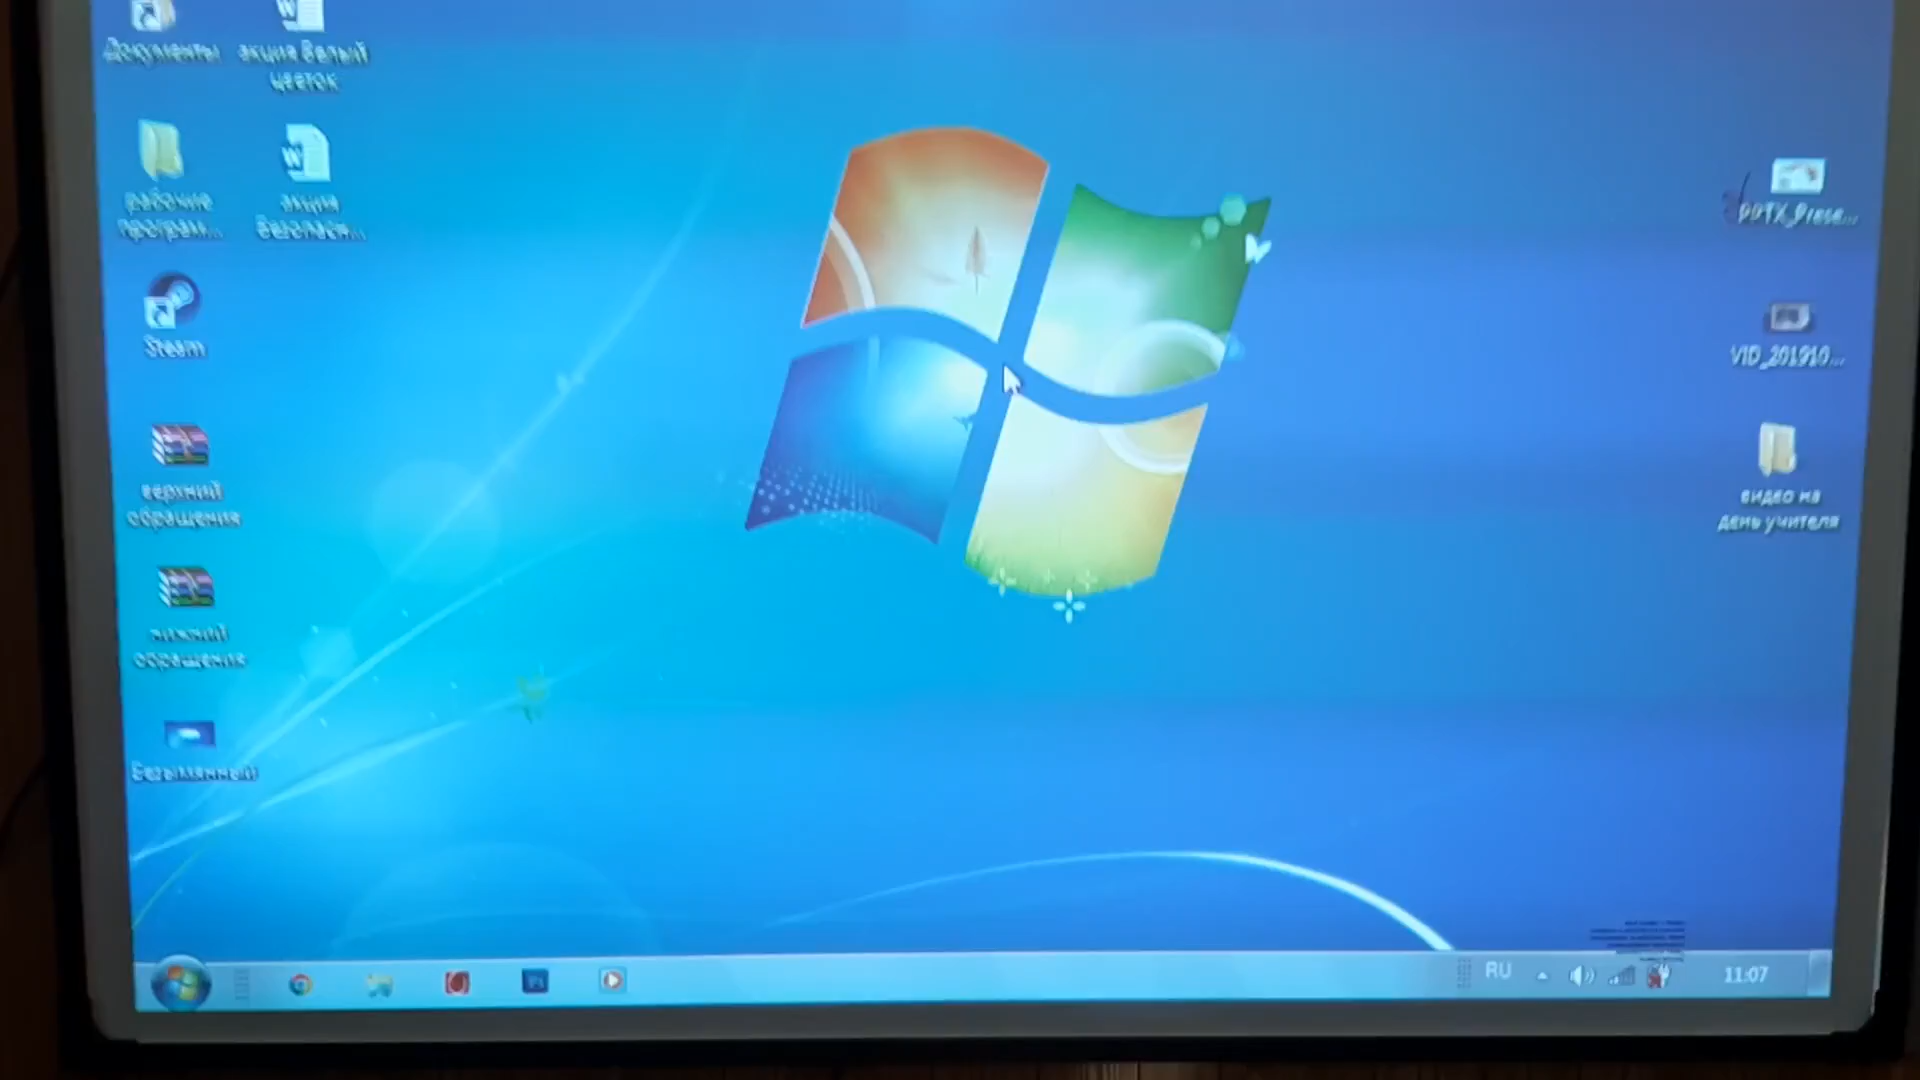 Документы
акция Белый
цветок
рабочие
програм...
акция
Безопасн...
Steam
верхний
обращения
нижний
обращения
Безымянный
VID_201910...
видео на
день учителя
RU
11:07